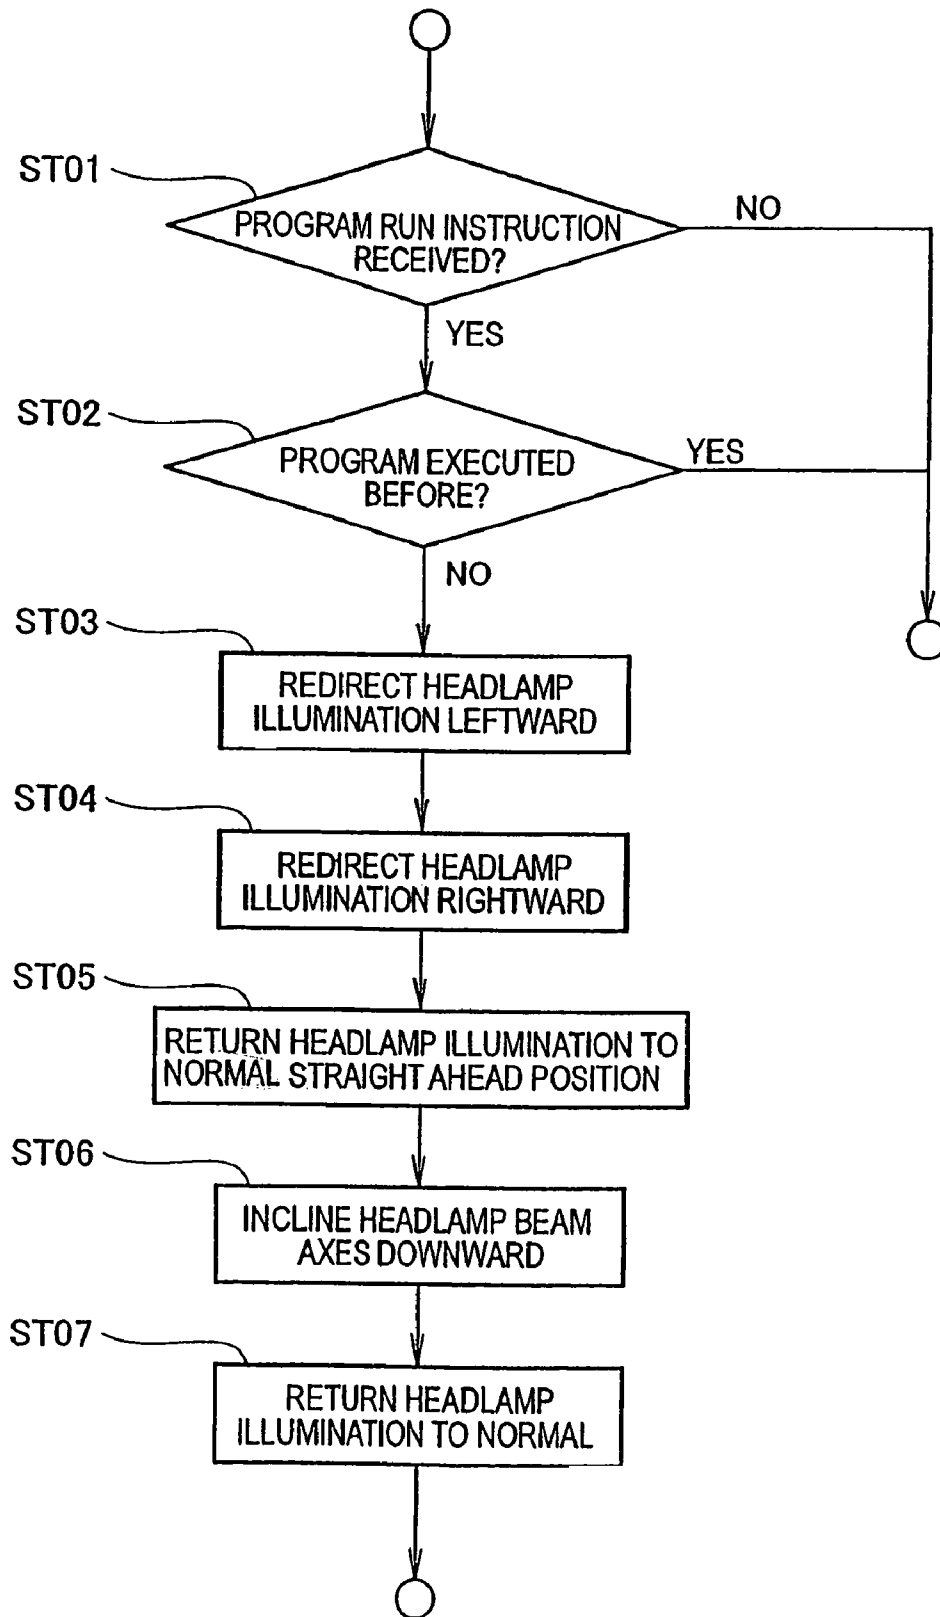 ST01
PROGRAM RUN INSTRUCTION
RECEIVED?
NO
YES
ST02
PROGRAM EXECUTED
BEFORE?
YES
NO
ST03
REDIRECT HEADLAMP
ILLUMINATION LEFTWARD
ST04
REDIRECT HEADLAMP
ILLUMINATION RIGHTWARD
ST05
RETURN HEADLAMP ILLUMINATION TO
NORMAL STRAIGHT AHEAD POSITION
ST06
INCLINE HEADLAMP BEAM
AXES DOWNWARD
ST07
RETURN HEADLAMP
ILLUMINATION TO NORMAL